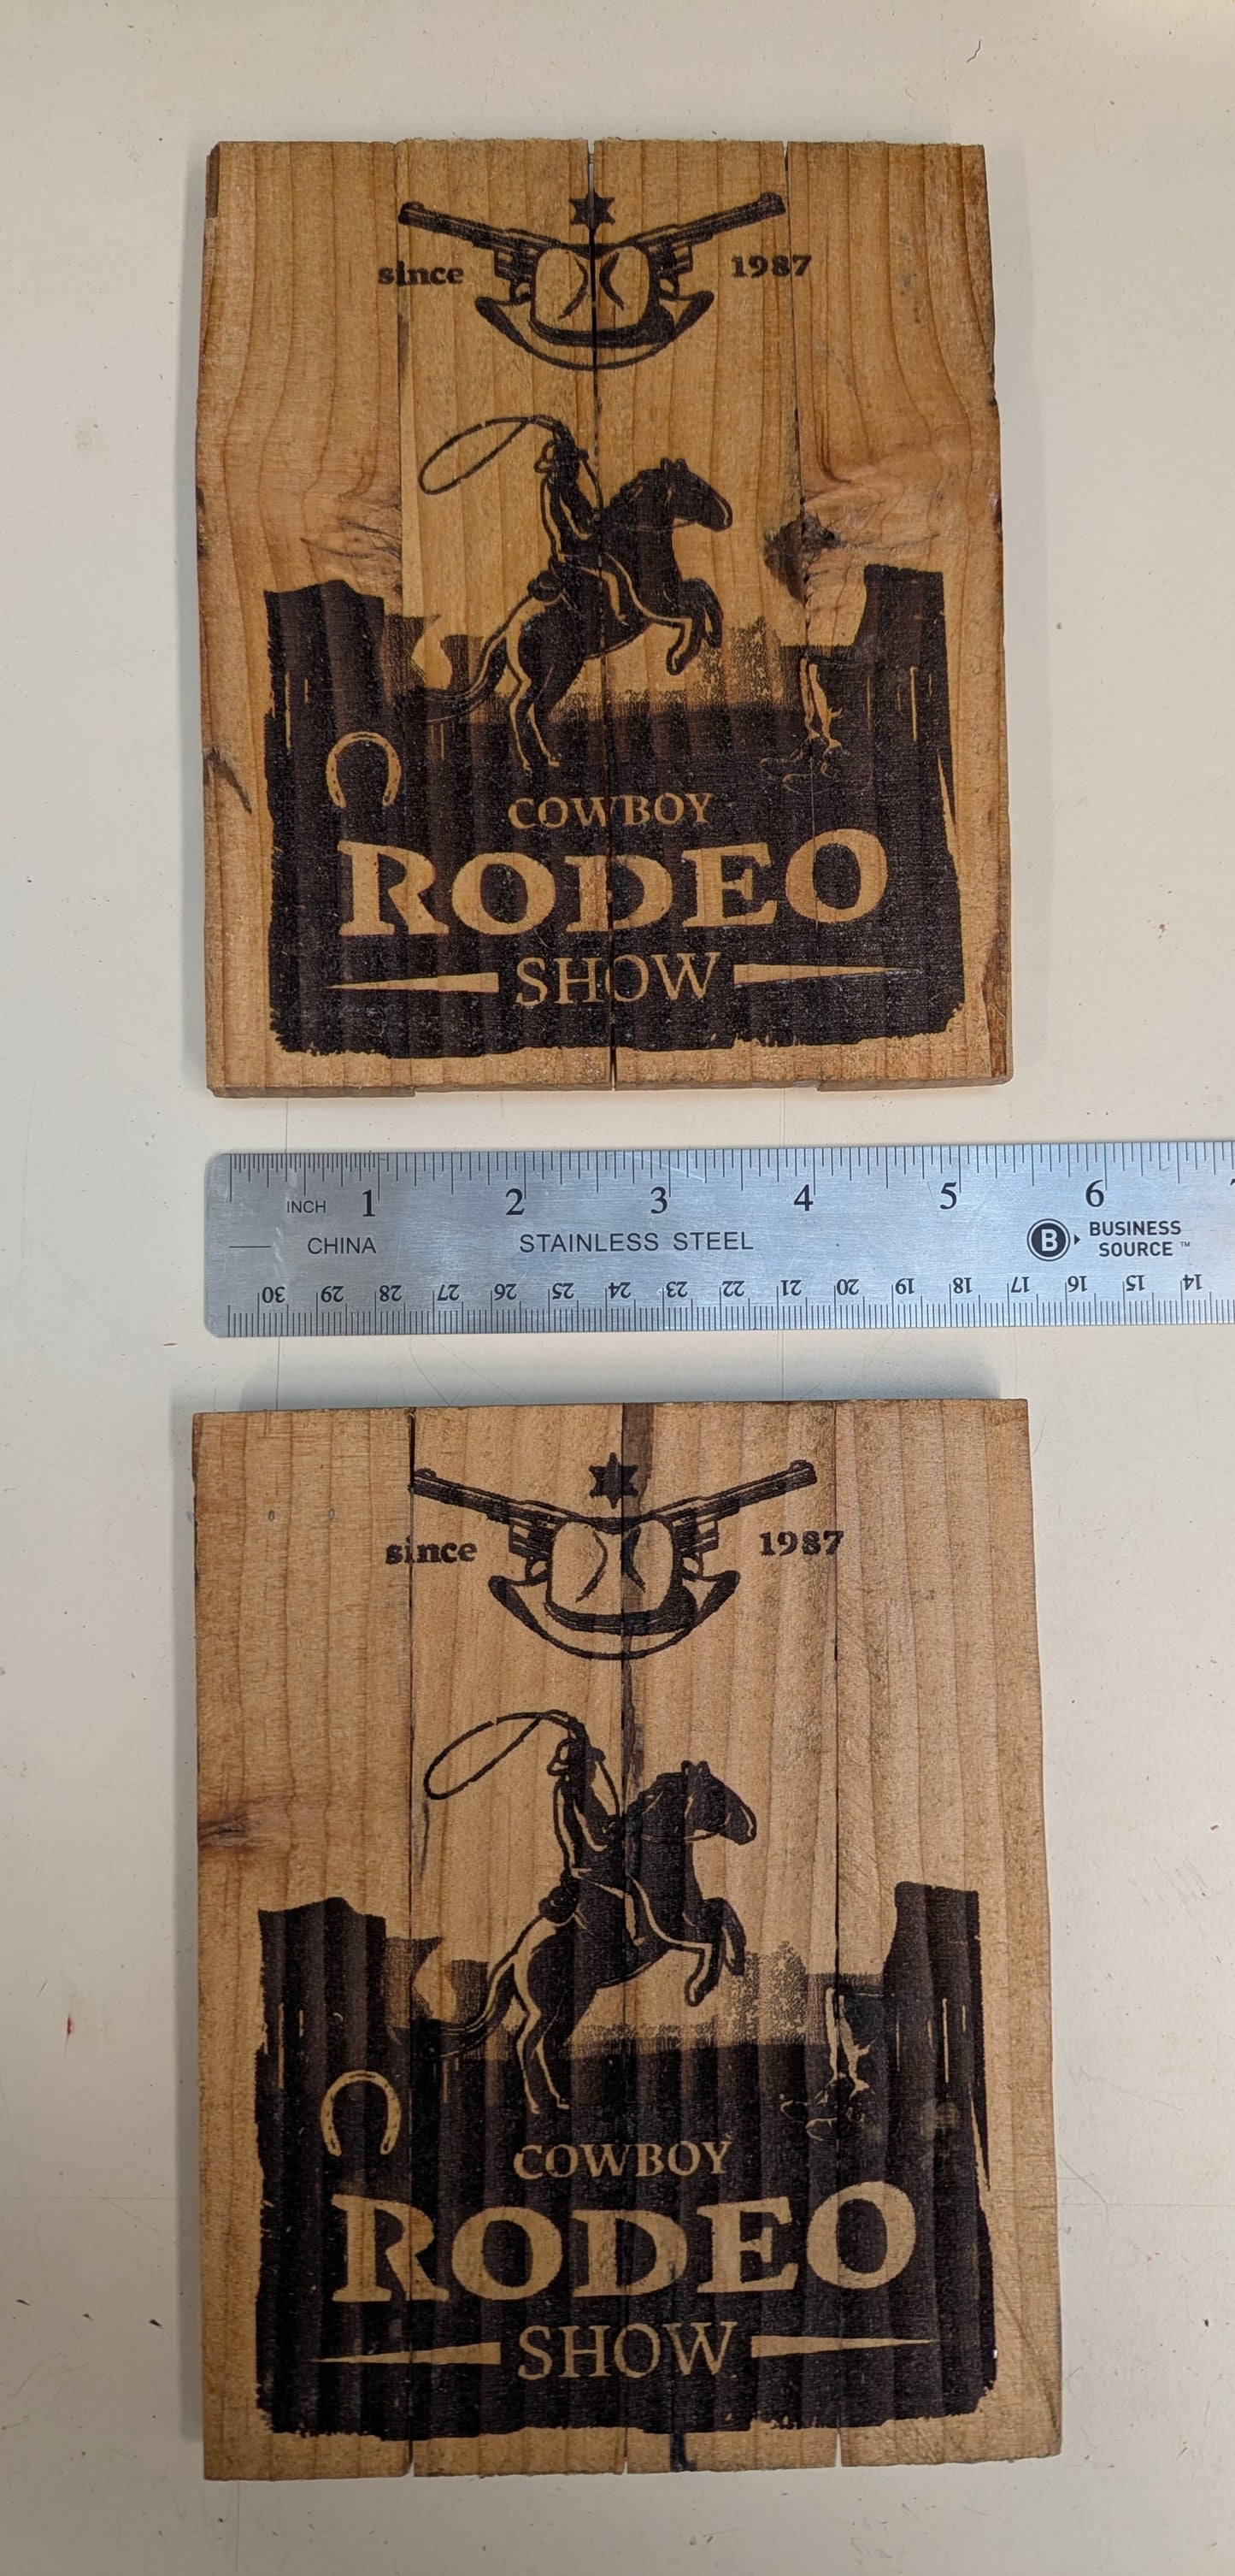 since 1987
COWBOY
RODEO
SHOW
1 2 3 4 5 6
INCH
CHINA
STAINLESS STEEL
B BUSINESS
SOURCE ™
30 29 28 27 26 25 24 23 22 21 20 19 18 17 16 15 14
since 1987
COWBOY
RODEO
SHOW